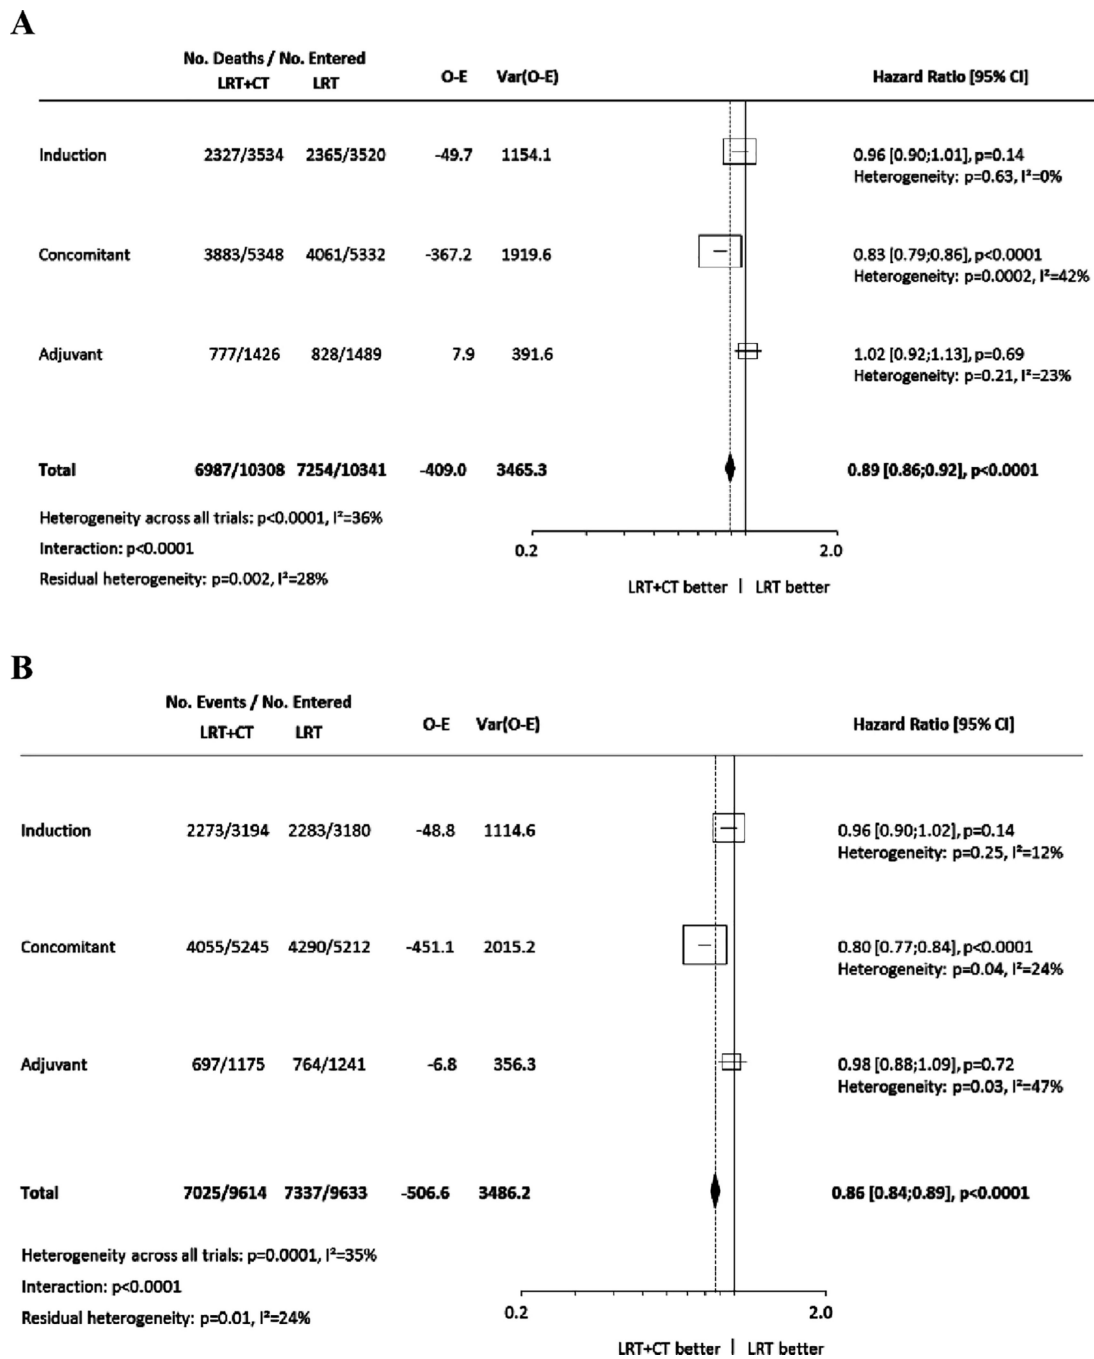 A
No. Deaths / No. Entered
LRT+CT LRT O-E Var(O-E) Hazard Ratio [95% CI]
Induction 2327/3534 2365/3520 -49.7 1154.1 0.96 [0.90;1.01], p=0.14
Heterogeneity: p=0.63, I²=0%
Concomitant 3883/5348 4061/5332 -367.2 1919.6 0.83 [0.79;0.86], p<0.0001
Heterogeneity: p=0.0002, I²=42%
Adjuvant 777/1426 828/1489 7.9 391.6 1.02 [0.92;1.13], p=0.69
Heterogeneity: p=0.21, I²=23%
Total 6987/10308 7254/10341 -409.0 3465.3 0.89 [0.86;0.92], p<0.0001
Heterogeneity across all trials: p<0.0001, I²=36%
Interaction: p<0.0001
Residual heterogeneity: p=0.002, I²=28%
0.2 2.0
LRT+CT better | LRT better
B
No. Events / No. Entered
LRT+CT LRT O-E Var(O-E) Hazard Ratio [95% CI]
Induction 2273/3194 2283/3180 -48.8 1114.6 0.96 [0.90;1.02], p=0.14
Heterogeneity: p=0.25, I²=12%
Concomitant 4055/5245 4290/5212 -451.1 2015.2 0.80 [0.77;0.84], p<0.0001
Heterogeneity: p=0.04, I²=24%
Adjuvant 697/1175 764/1241 -6.8 356.3 0.98 [0.88;1.09], p=0.72
Heterogeneity: p=0.03, I²=47%
Total 7025/9614 7337/9633 -506.6 3486.2 0.86 [0.84;0.89], p<0.0001
Heterogeneity across all trials: p=0.0001, I²=35%
Interaction: p<0.0001
Residual heterogeneity: p=0.01, I²=24%
0.2 2.0
LRT+CT better | LRT better